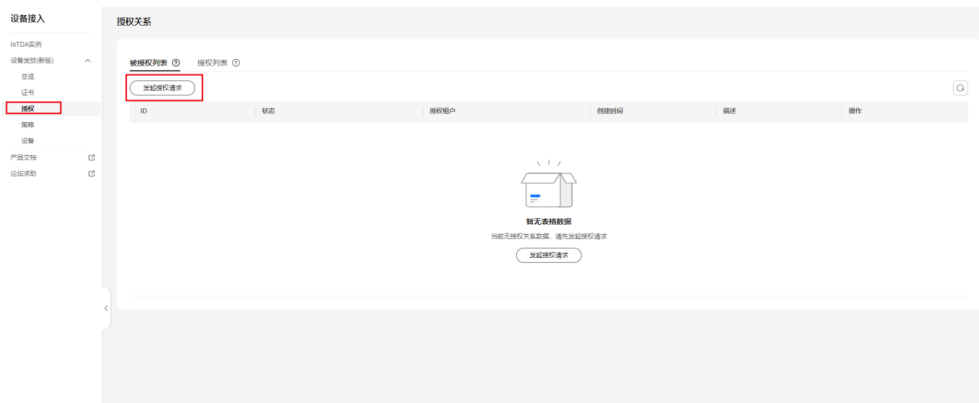 设备接入
授权关系
IoTDA实例
设备发放(新版)
被授权列表
授权列表
总览
发起授权请求
证书
授权
ID 状态 授权租户 创建时间 描述 操作
策略
设备
产品文档
论坛求助
暂无表格数据
当前无授权关系数据，请先发起授权请求
发起授权请求